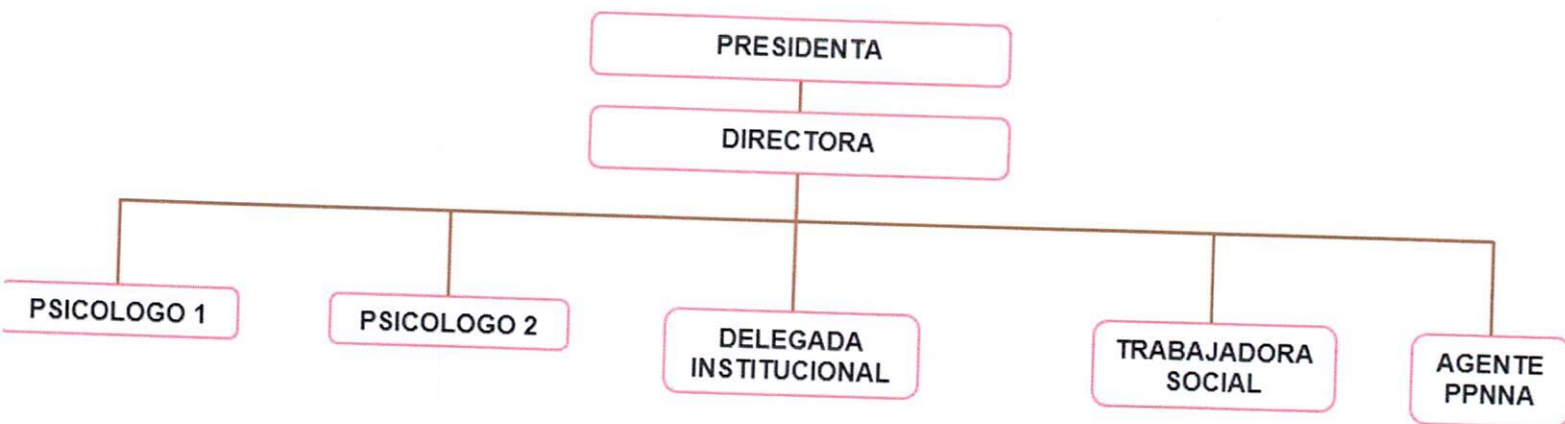 PRESIDENTA
DIRECTORA
PSICOLOGO 1
PSICOLOGO 2
DELEGADA
INSTITUCIONAL
TRABAJADORA
SOCIAL
AGENTE
PPNNA